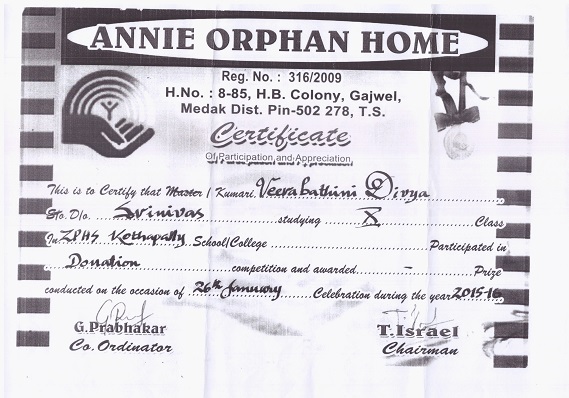 ANNIE ORPHAN HOME
Reg. No. : 316/2009
H.No. : 8-85, H.B. Colony, Gajwel,
Medak Dist. Pin-502 278, T.S.
Certificate
Of Participation and Appreciation
This is to Certify that Master / Kumari. Veerabathini Divya
S/o. D/o. Srinivas studying X Class
In ZPHS Kothapally School/College Participated in
Donation competition and awarded - Prize
conducted on the occasion of 26th January Celebration during the year 2015-16
G.Prabhakar
Co.Ordinator
T.Israel
Chairman